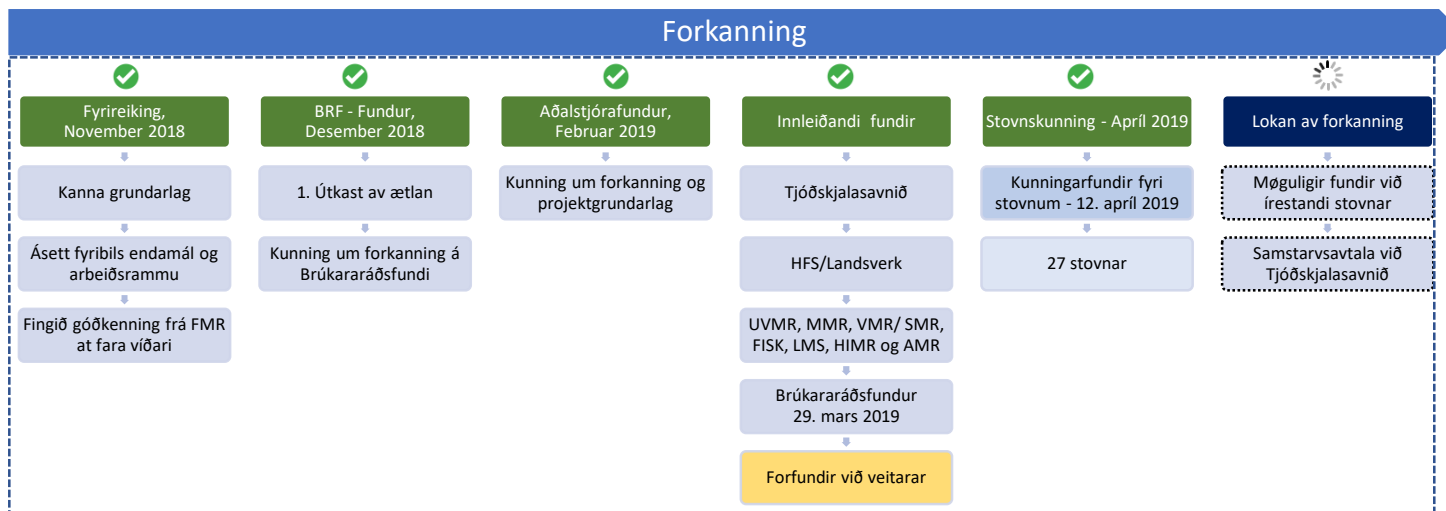 Forkanning
Fyrireiking,
November 2018
Kanna grundarlag
Ásett fyribils endamál og
arbeiðsrammu
Fingið góðkenning frá FMR
at fara víðari
BRF - Fundur,
Desember 2018
1. Útkast av ætlan
Kunning um forkanning á
Brúkararáðsfundi
Aðalstjórafundur,
Februar 2019
Kunning um forkanning og
projektgrundarlag
Innleiðandi fundir
Tjóðskjalasavnið
HFS/Landsverk
UVMR, MMR, VMR/ SMR,
FISK, LMS, HIMR og AMR
Brúkararáðsfundur
29. mars 2019
Forfundir við veitarar
Stovnskunning - Apríl 2019
Kunningarfundir fyri
stovnum - 12. apríl 2019
27 stovnar
Lokan av forkanning
Møguligir fundir við
írestandi stovnar
Samstarvsavtala við
Tjóðskjalasavnið